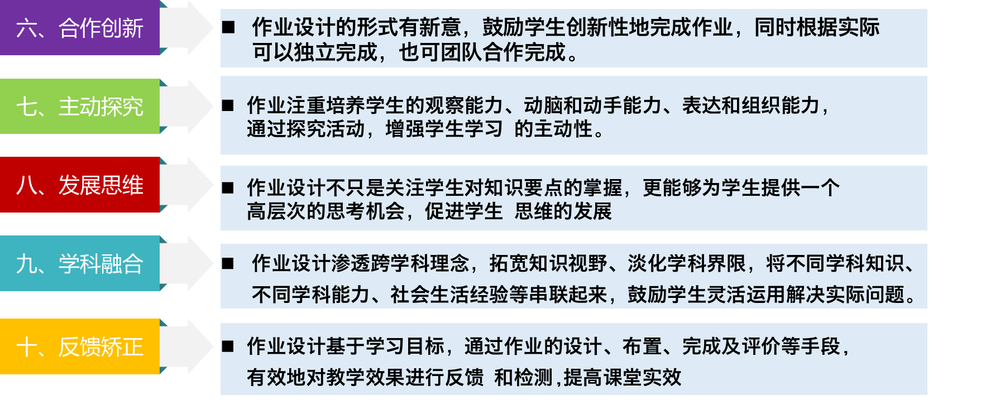 六、合作创新
■ 作业设计的形式有新意，鼓励学生创新性地完成作业，同时根据实际
可以独立完成，也可团队合作完成。
七、主动探究
■ 作业注重培养学生的观察能力、动脑和动手能力、表达和组织能力，
通过探究活动，增强学生学习 的主动性。
八、发展思维
■ 作业设计不只是关注学生对知识要点的掌握，更能够为学生提供一个
高层次的思考机会，促进学生 思维的发展
九、学科融合
■ 作业设计渗透跨学科理念，拓宽知识视野、淡化学科界限，将不同学科知识、
不同学科能力、社会生活经验等串联起来，鼓励学生灵活运用解决实际问题。
十、反馈矫正
■ 作业设计基于学习目标，通过作业的设计、布置、完成及评价等手段，
有效地对教学效果进行反馈 和检测,提高课堂实效